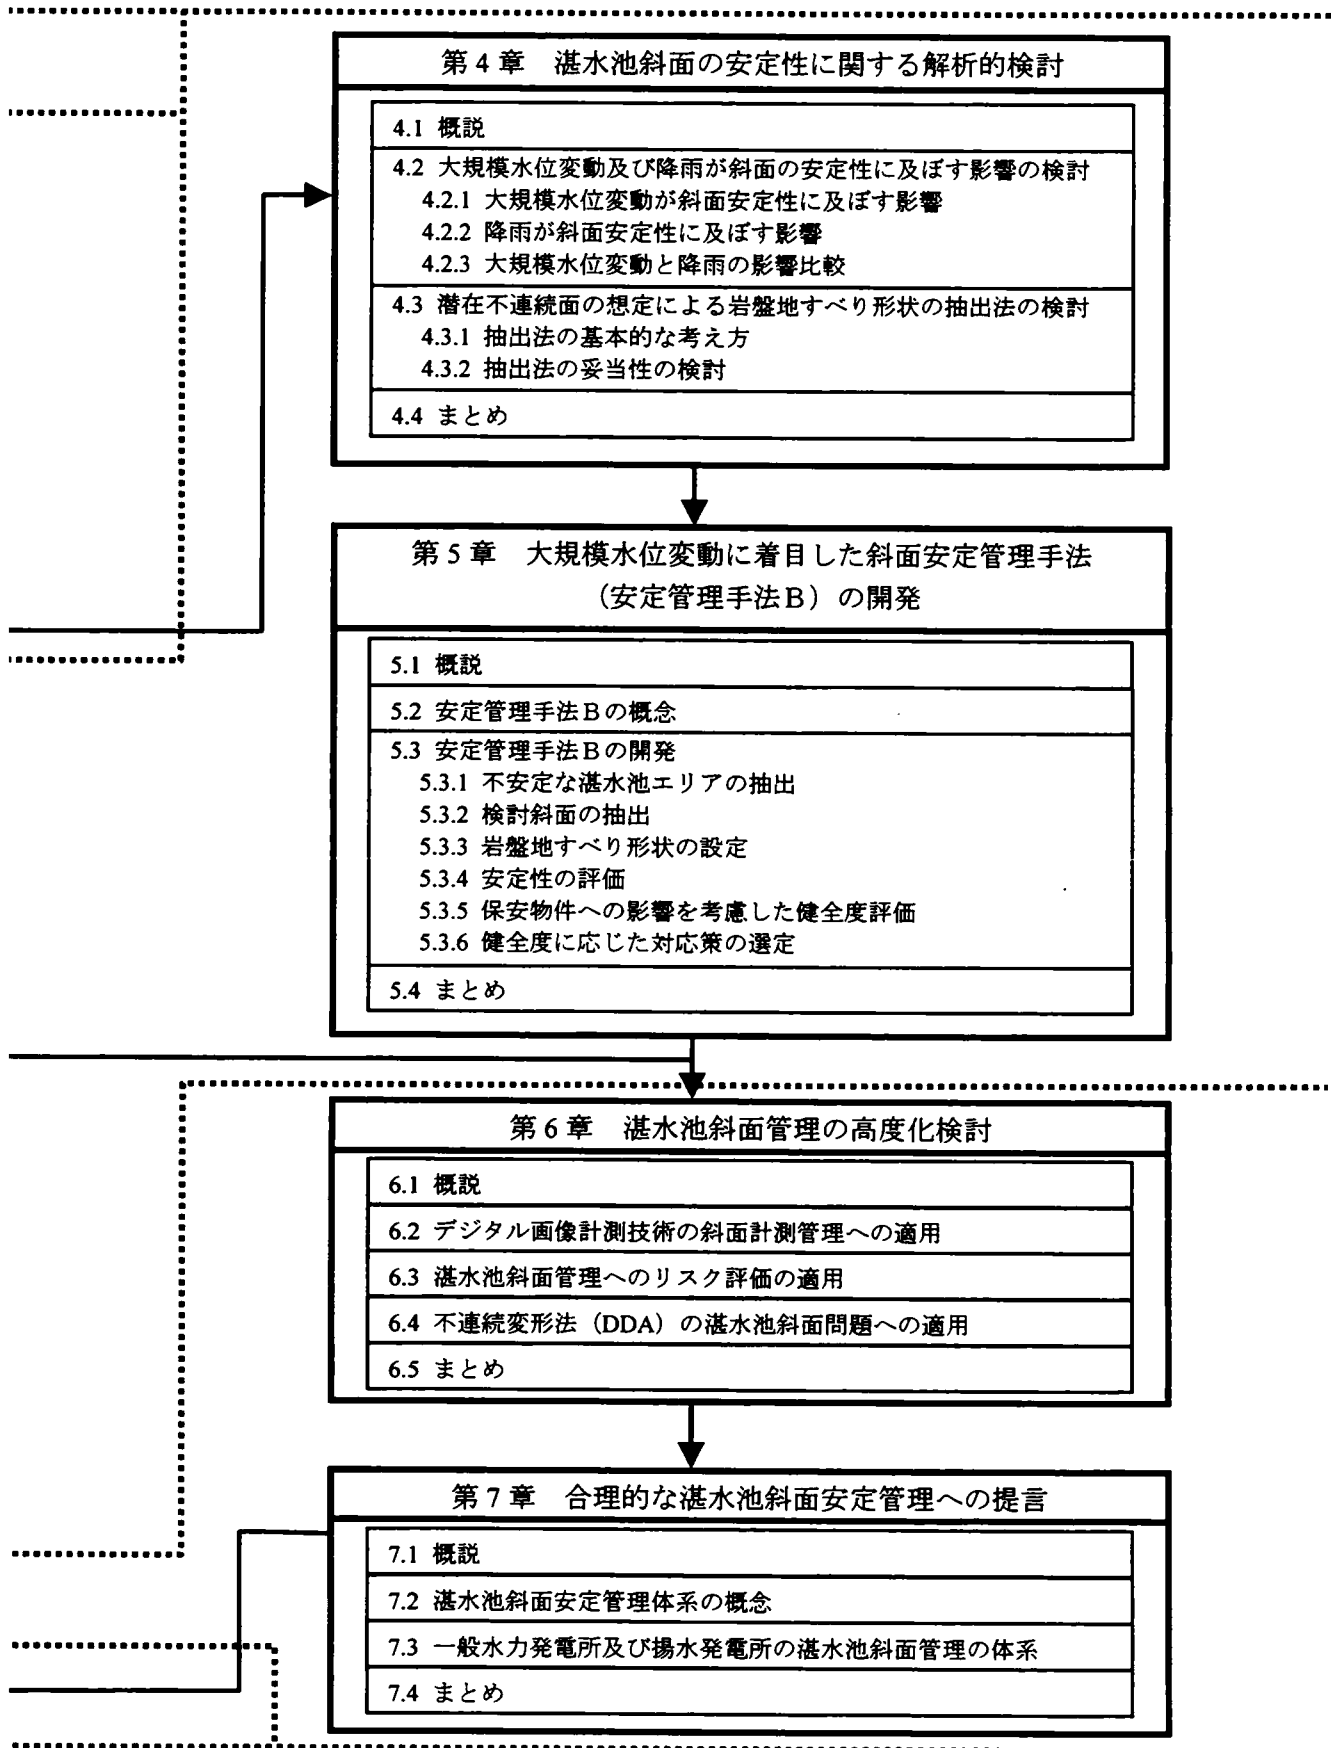 第4章 湛水池斜面の安定性に関する解析的検討
4.1 概説
4.2 大規模水位変動及び降雨が斜面の安定性に及ぼす影響の検討
4.2.1 大規模水位変動が斜面安定性に及ぼす影響
4.2.2 降雨が斜面安定性に及ぼす影響
4.2.3 大規模水位変動と降雨の影響比較
4.3 潜在不連続面の想定による岩盤地すべり形状の抽出法の検討
4.3.1 抽出法の基本的な考え方
4.3.2 抽出法の妥当性の検討
4.4 まとめ
第5章 大規模水位変動に着目した斜面安定管理手法
（安定管理手法B）の開発
5.1 概説
5.2 安定管理手法Bの概念
5.3 安定管理手法Bの開発
5.3.1 不安定な湛水池エリアの抽出
5.3.2 検討斜面の抽出
5.3.3 岩盤地すべり形状の設定
5.3.4 安定性の評価
5.3.5 保安物件への影響を考慮した健全度評価
5.3.6 健全度に応じた対応策の選定
5.4 まとめ
第6章 湛水池斜面管理の高度化検討
6.1 概説
6.2 デジタル画像計測技術の斜面計測管理への適用
6.3 湛水池斜面管理へのリスク評価の適用
6.4 不連続変形法（DDA）の湛水池斜面問題への適用
6.5 まとめ
第7章 合理的な湛水池斜面安定管理への提言
7.1 概説
7.2 湛水池斜面安定管理体系の概念
7.3 一般水力発電所及び揚水発電所の湛水池斜面管理の体系
7.4 まとめ